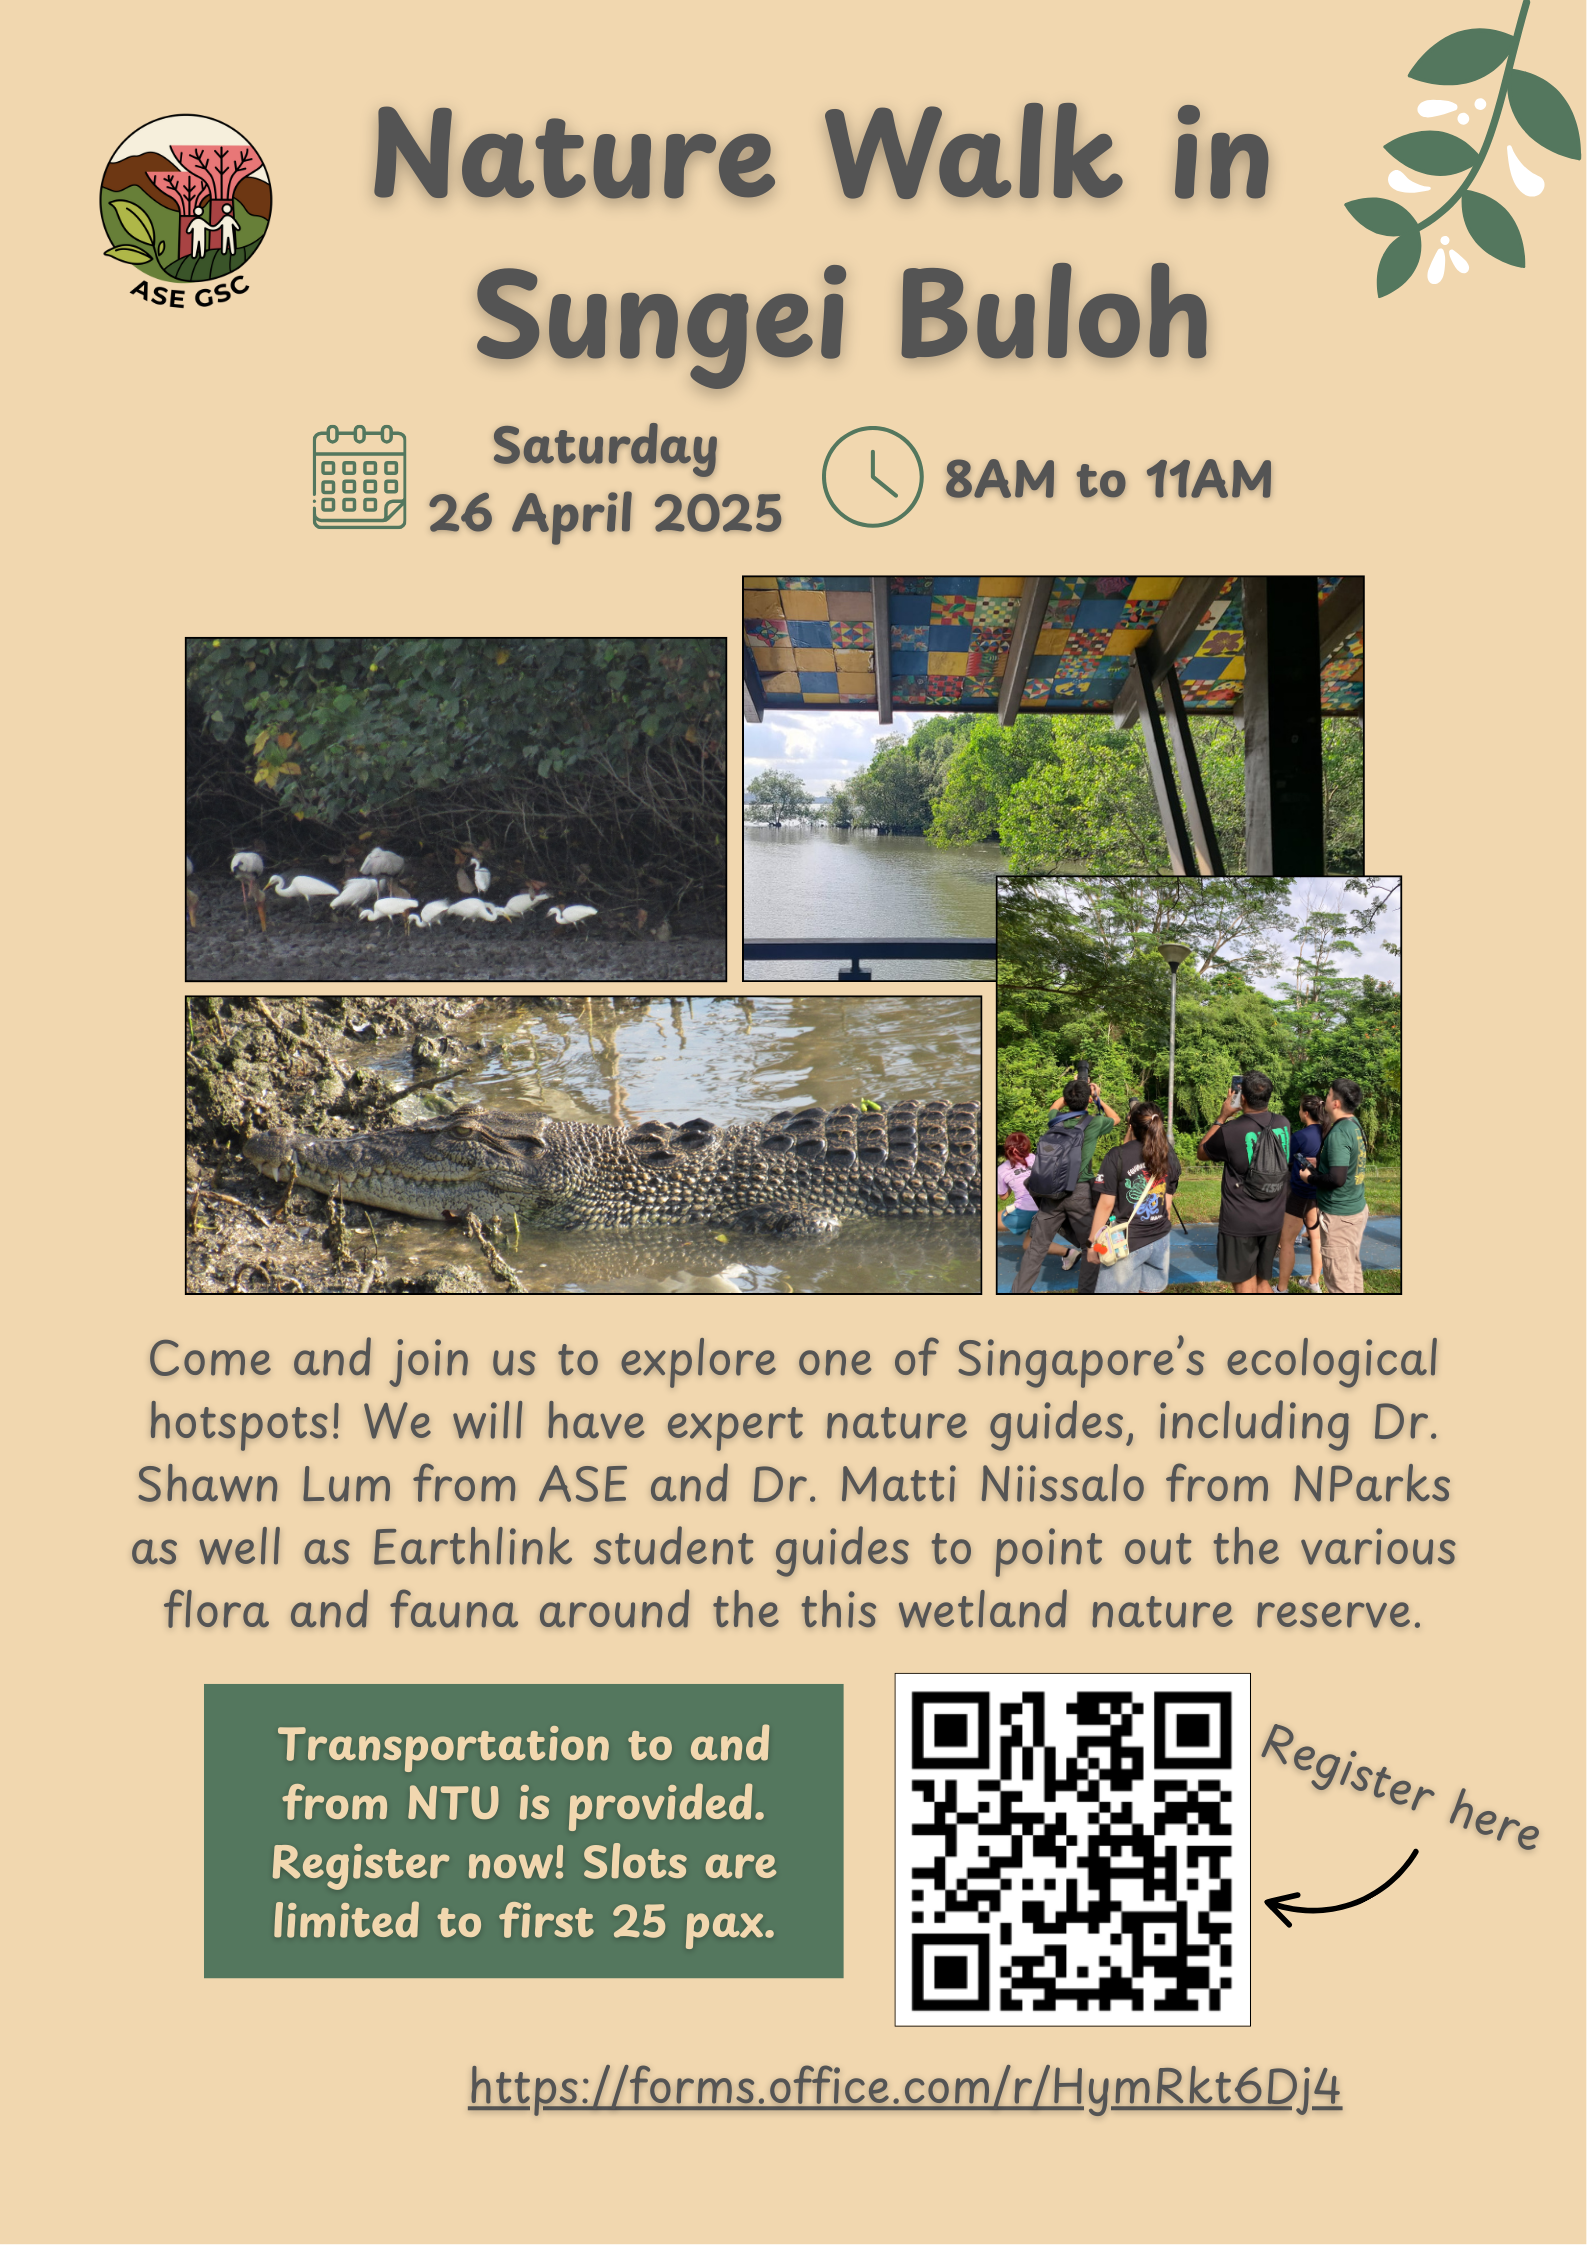 ASE GSC
Nature Walk in
Sungei Buloh
Saturday
26 April 2025
8AM to 11AM
Come and join us to explore one of Singapore's ecological
hotspots! We will have expert nature guides, including Dr.
Shawn Lum from ASE and Dr. Matti Niissalo from NParks
as well as Earthlink student guides to point out the various
flora and fauna around the this wetland nature reserve.
Transportation to and
from NTU is provided.
Register now! Slots are
limited to first 25 pax.
Register here
https://forms.office.com/r/HymRkt6Dj4